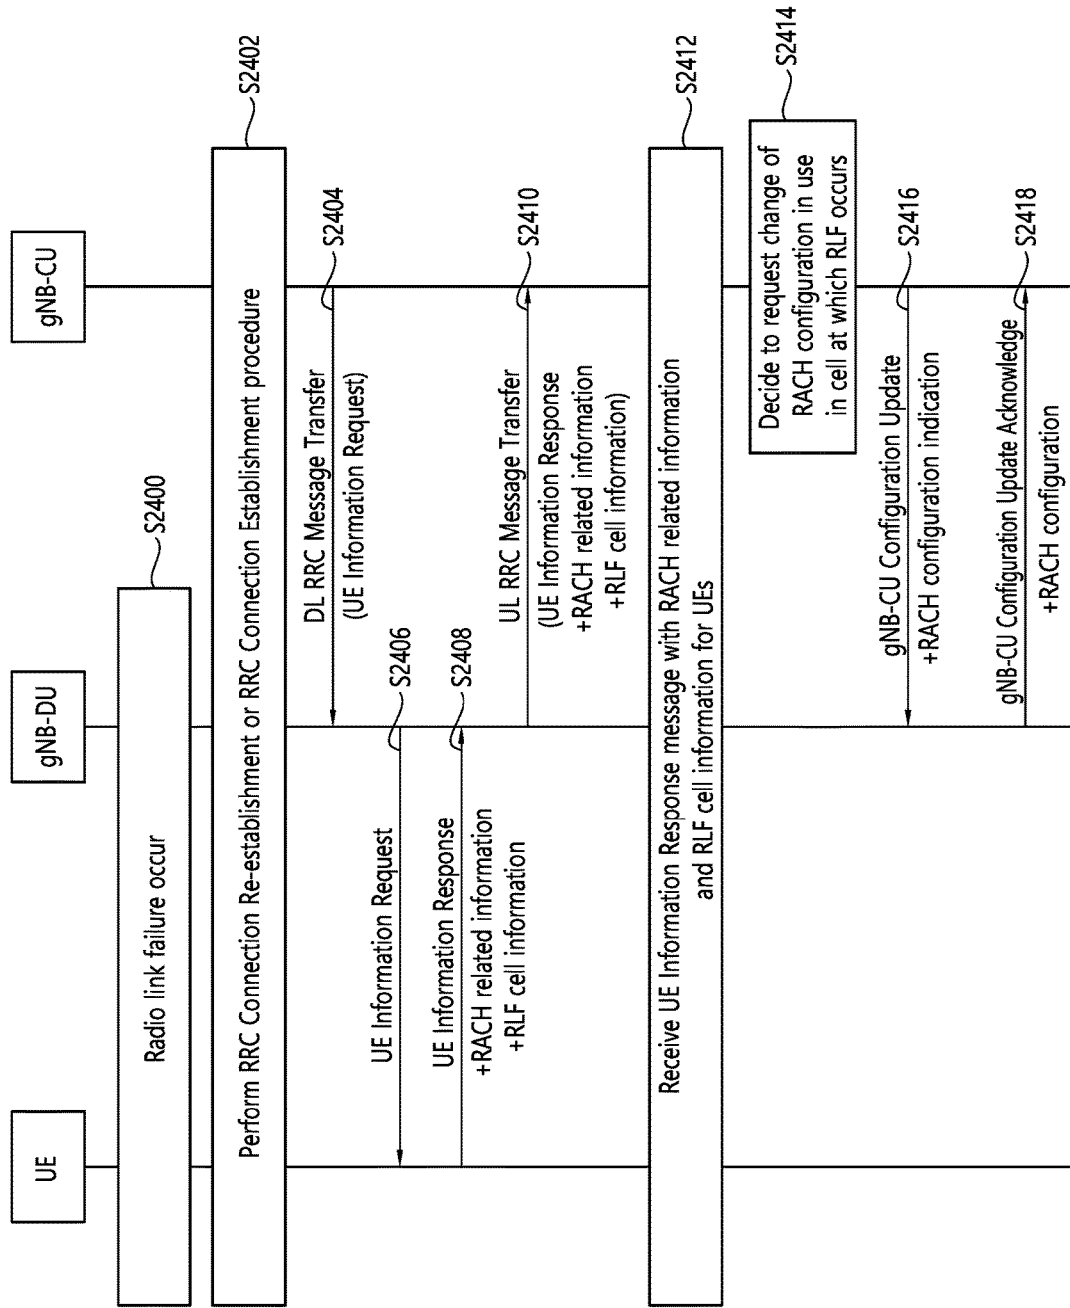 UE
gNB-DU
gNB-CU
Radio link failure occur
S2400
Perform RRC Connection Re-establishment or RRC Connection Establishment procedure
S2402
DL RRC Message Transfer
(UE Information Request)
S2404
UE Information Request
S2406
UE Information Response
+RACH related information
+RLF cell information
S2408
UL RRC Message Transfer
(UE Information Response
+RACH related information
+RLF cell information)
S2410
Receive UE Information Response message with RACH related information
and RLF cell information for UEs
S2412
Decide to request change of
RACH configuration in use
in cell at which RLF occurs
S2414
gNB-CU Configuration Update
+RACH configuration indication
S2416
gNB-CU Configuration Update Acknowledge
+RACH configuration
S2418